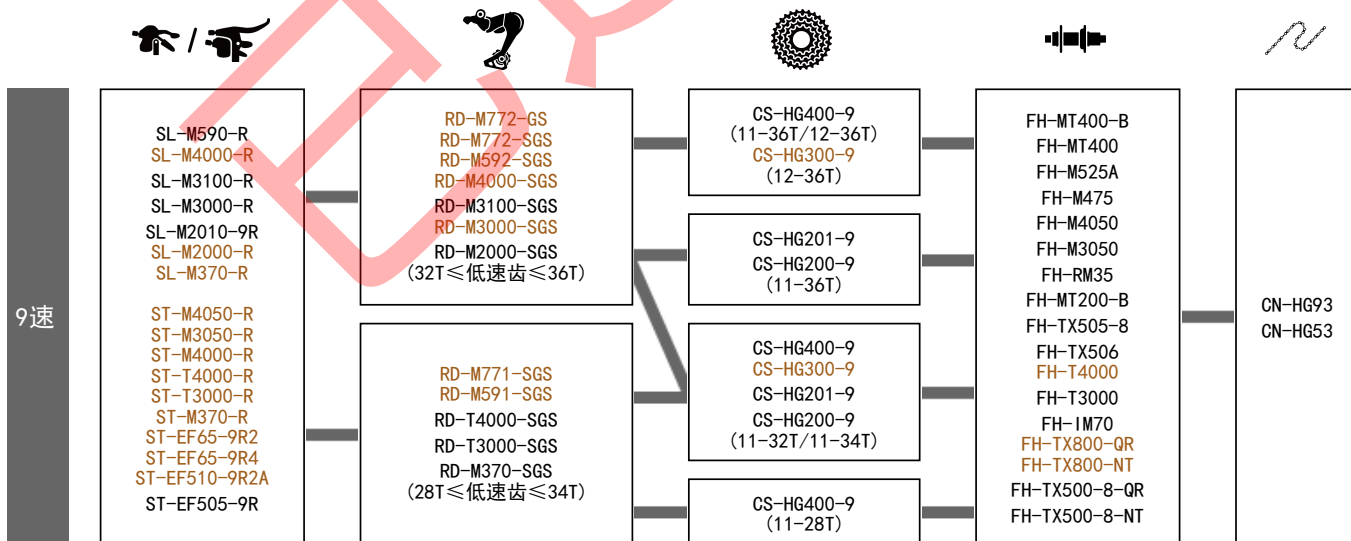 9速
SL-M590-R
SL-M4000-R
SL-M3100-R
SL-M3000-R
SL-M2010-9R
SL-M2000-R
SL-M370-R
ST-M4050-R
ST-M3050-R
ST-M4000-R
ST-T4000-R
ST-T3000-R
ST-M370-R
ST-EF65-9R2
ST-EF65-9R4
ST-EF510-9R2A
ST-EF505-9R
RD-M772-GS
RD-M772-SGS
RD-M592-SGS
RD-M4000-SGS
RD-M3100-SGS
RD-M3000-SGS
RD-M2000-SGS
(32T≤低速齿≤36T)
RD-M771-SGS
RD-M591-SGS
RD-T4000-SGS
RD-T3000-SGS
RD-M370-SGS
(28T≤低速齿≤34T)
CS-HG400-9
(11-36T/12-36T)
CS-HG300-9
(12-36T)
CS-HG201-9
CS-HG200-9
(11-36T)
CS-HG400-9
CS-HG300-9
CS-HG201-9
CS-HG200-9
(11-32T/11-34T)
CS-HG400-9
(11-28T)
FH-MT400-B
FH-MT400
FH-M525A
FH-M475
FH-M4050
FH-M3050
FH-RM35
FH-MT200-B
FH-TX505-8
FH-TX506
FH-T4000
FH-T3000
FH-IM70
FH-TX800-QR
FH-TX800-NT
FH-TX500-8-QR
FH-TX500-8-NT
CN-HG93
CN-HG53